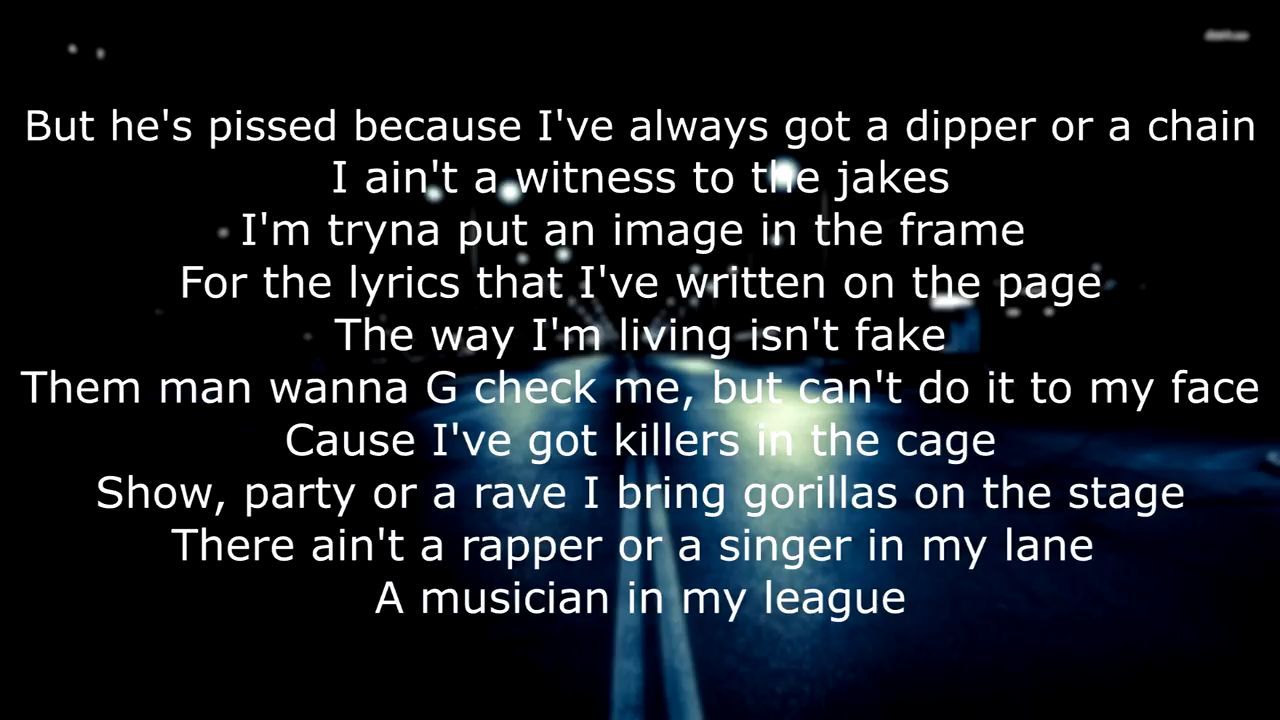 But he's pissed because I've always got a dipper or a chain
I ain't a witness to the jakes
I'm tryna put an image in the frame
For the lyrics that I've written on the page
The way I'm living isn't fake
Them man wanna G check me, but can't do it to my face
Cause I've got killers in the cage
Show, party or a rave I bring gorillas on the stage
There ain't a rapper or a singer in my lane
A musician in my league